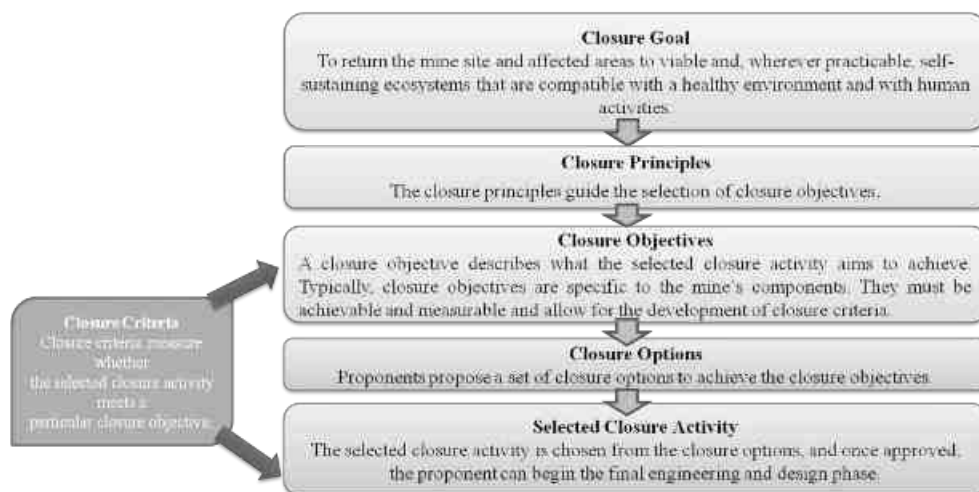 Closure Goal
To return the mine site and affected areas to viable and, wherever practicable, self-
sustaining ecosystems that are compatible with a healthy environment and with human
activities.
Closure Principles
The closure principles guide the selection of closure objectives.
Closure Objectives
A closure objective describes what the selected closure activity aims to achieve
Typically, closure objectives are specific to the mine's components. They must be
achievable and measurable and allow for the development of closure criteria.
Closure Options
Proponents propose a set of closure options to achieve the closure objectives
Selected Closure Activity
The selected closure activity is chosen from the closure options, and once approved,
the proponent can begin the final engineering and design phase.
Closure Criteria
Closure criteria measure
whether
the selected closure activity
meets a
particular closure objective.